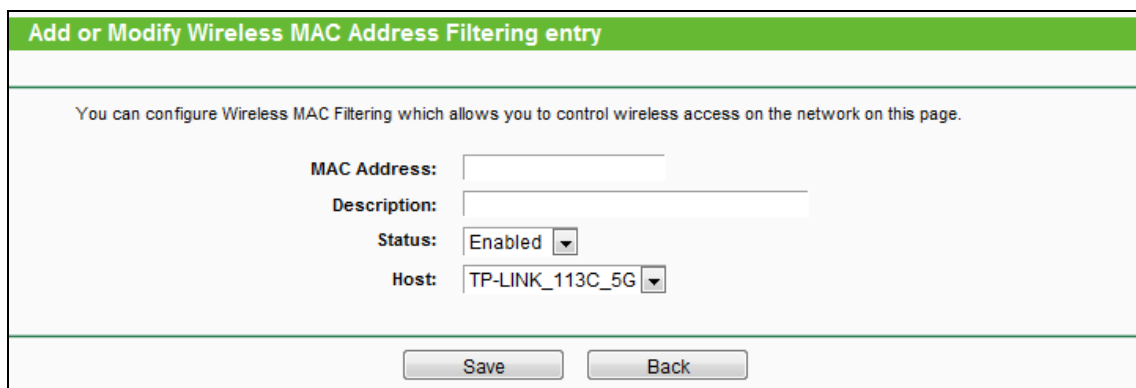 Add or Modify Wireless MAC Address Filtering entry
You can configure Wireless MAC Filtering which allows you to control wireless access on the network on this page.
MAC Address:
Description:
Status: Enabled
Host: TP-LINK_113C_5G
Save Back